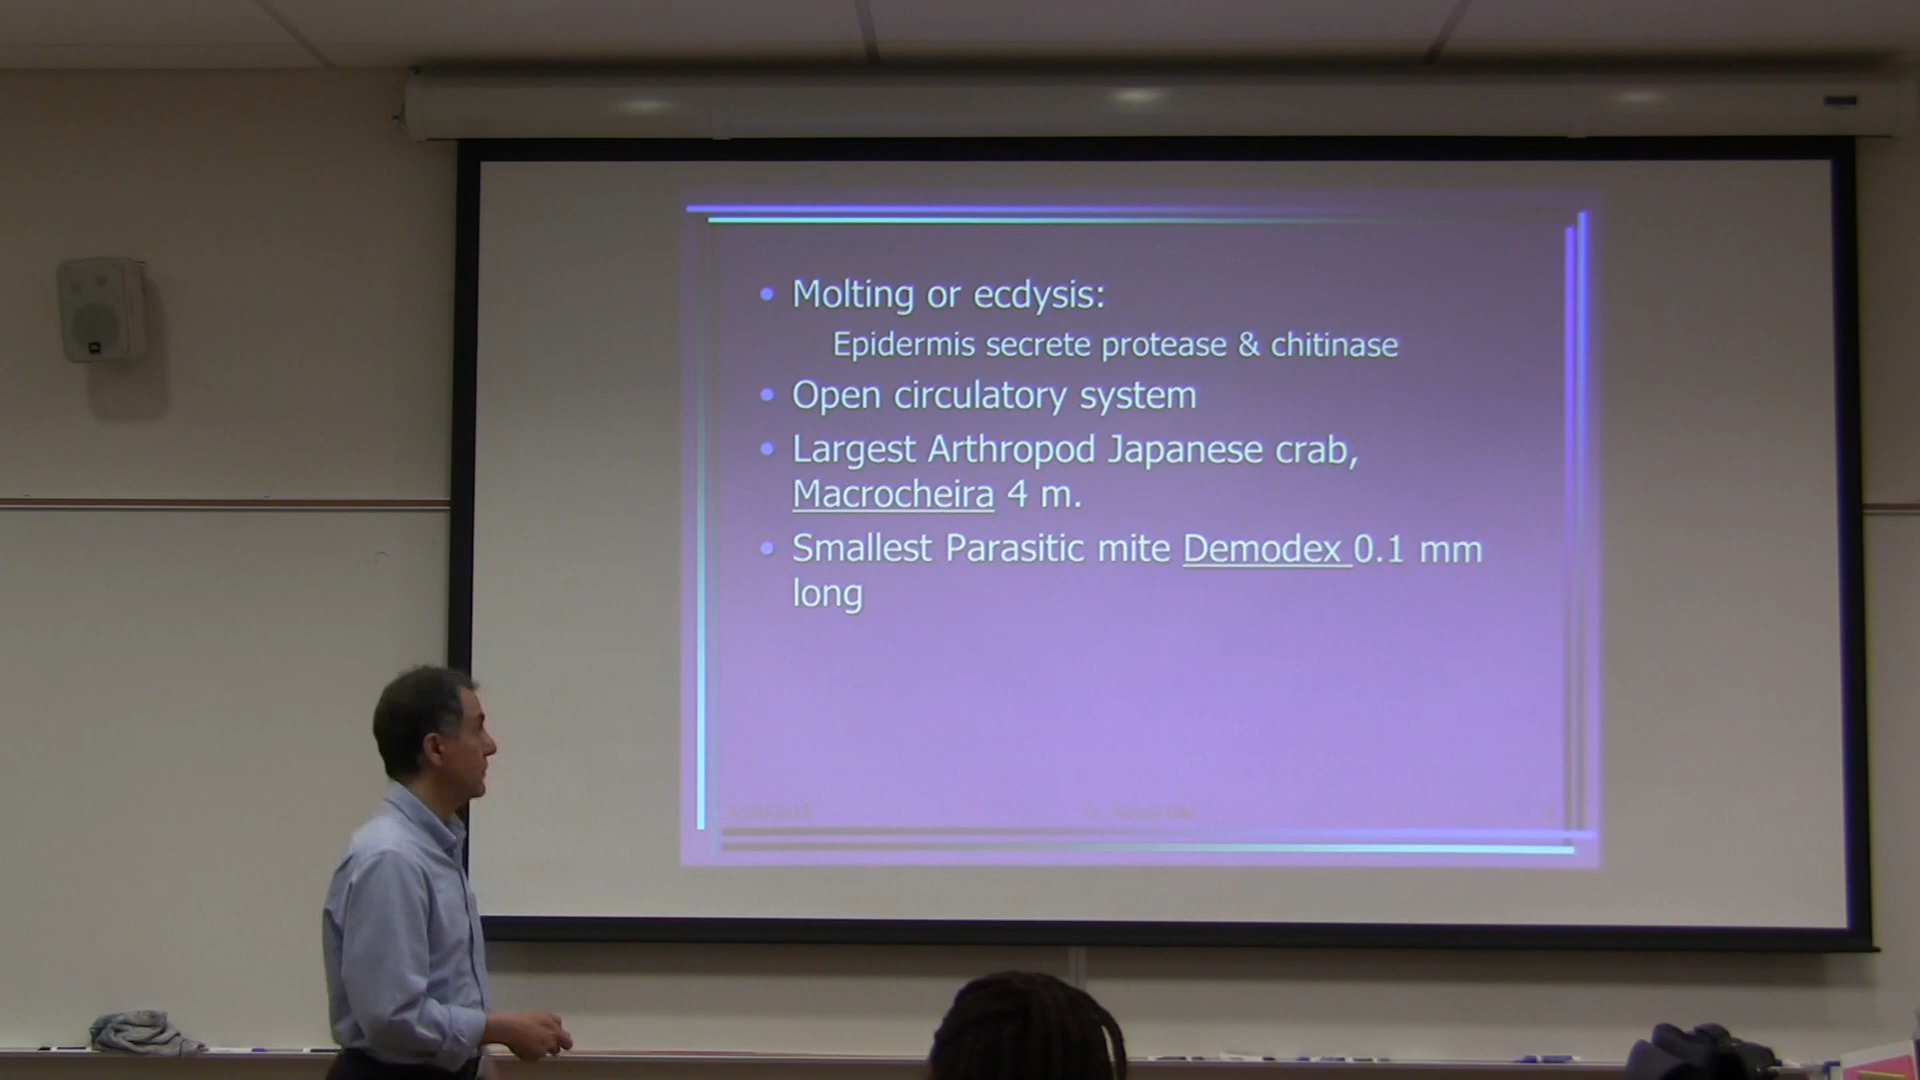 • Molting or ecdysis:
Epidermis secrete protease & chitinase
• Open circulatory system
• Largest Arthropod Japanese crab,
Macrocheira 4 m.
• Smallest Parasitic mite Demodex 0.1 mm
long